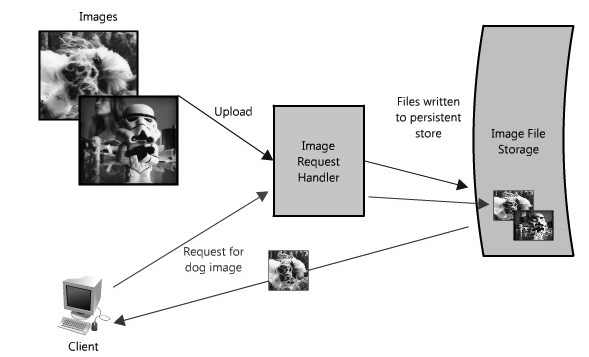 Images
Upload
Image
Request
Handler
Files written
to persistent
store
Image File
Storage
Request for
dog image
Client